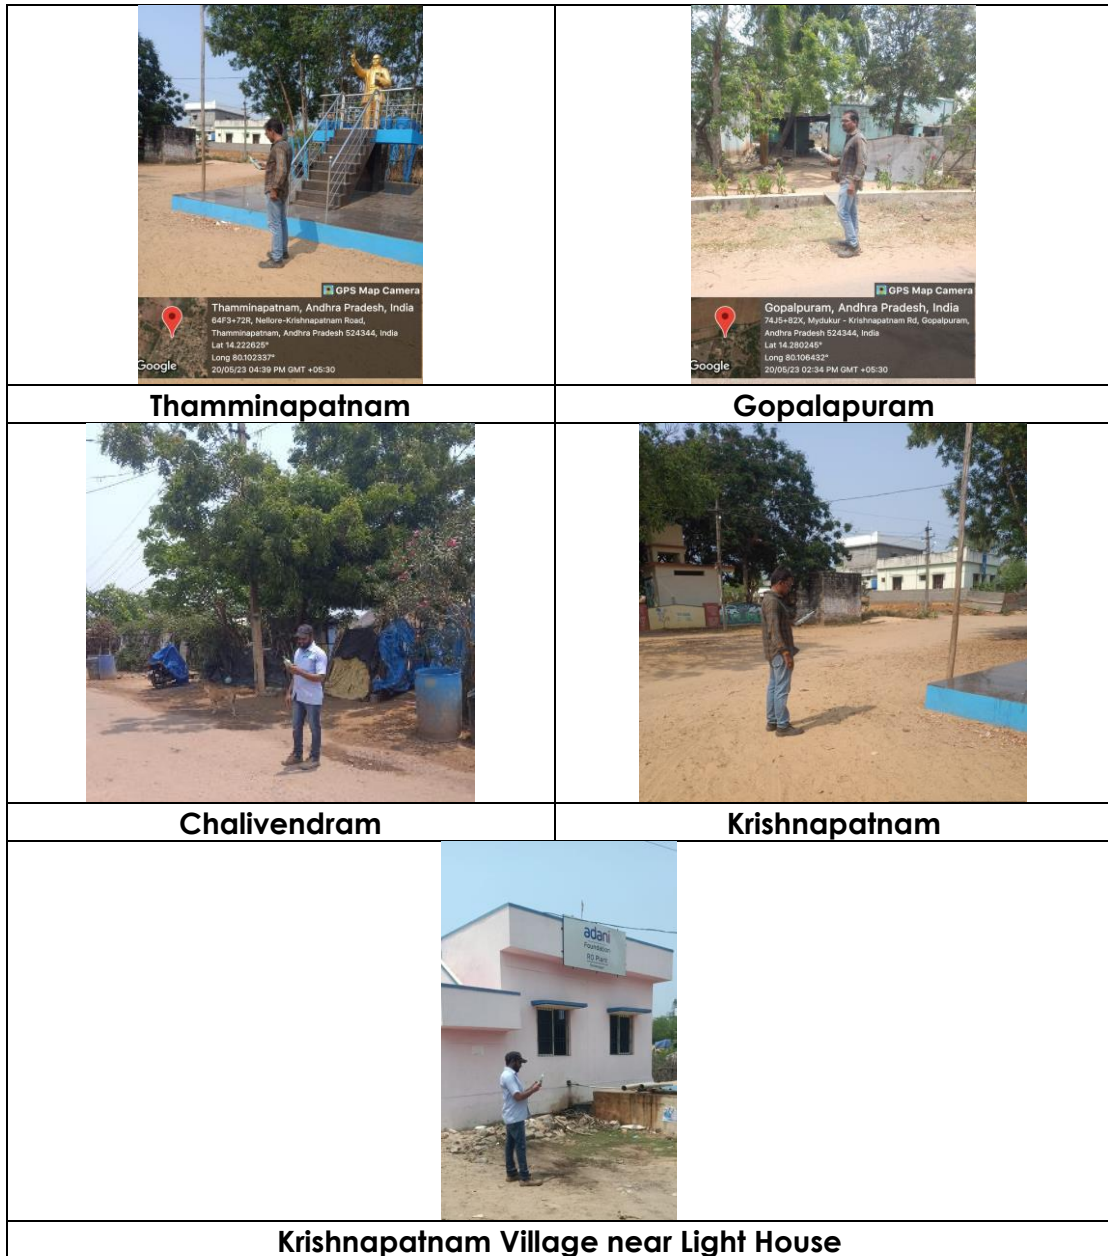 GPS Map Camera
Thamminapatnam, Andhra Pradesh, India
64F3+72R, Nellore-Krishnapatnam Road,
Thamminapatnam, Andhra Pradesh 524344, India
Lat 14.222625°
Long 80.102337°
20/05/23 04:39 PM GMT +05:30
Google
GPS Map Camera
Gopalpuram, Andhra Pradesh, India
74J5+82X, Mydukur - Krishnapatnam Rd, Gopalpuram,
Andhra Pradesh 524344, India
Lat 14.280245°
Long 80.106432°
20/05/23 02:34 PM GMT +05:30
Google
Thamminapatnam
Gopalapuram
Chalivendram
Krishnapatnam
adani
Foundation
RO Plant
Krishnapatnam Village near Light House